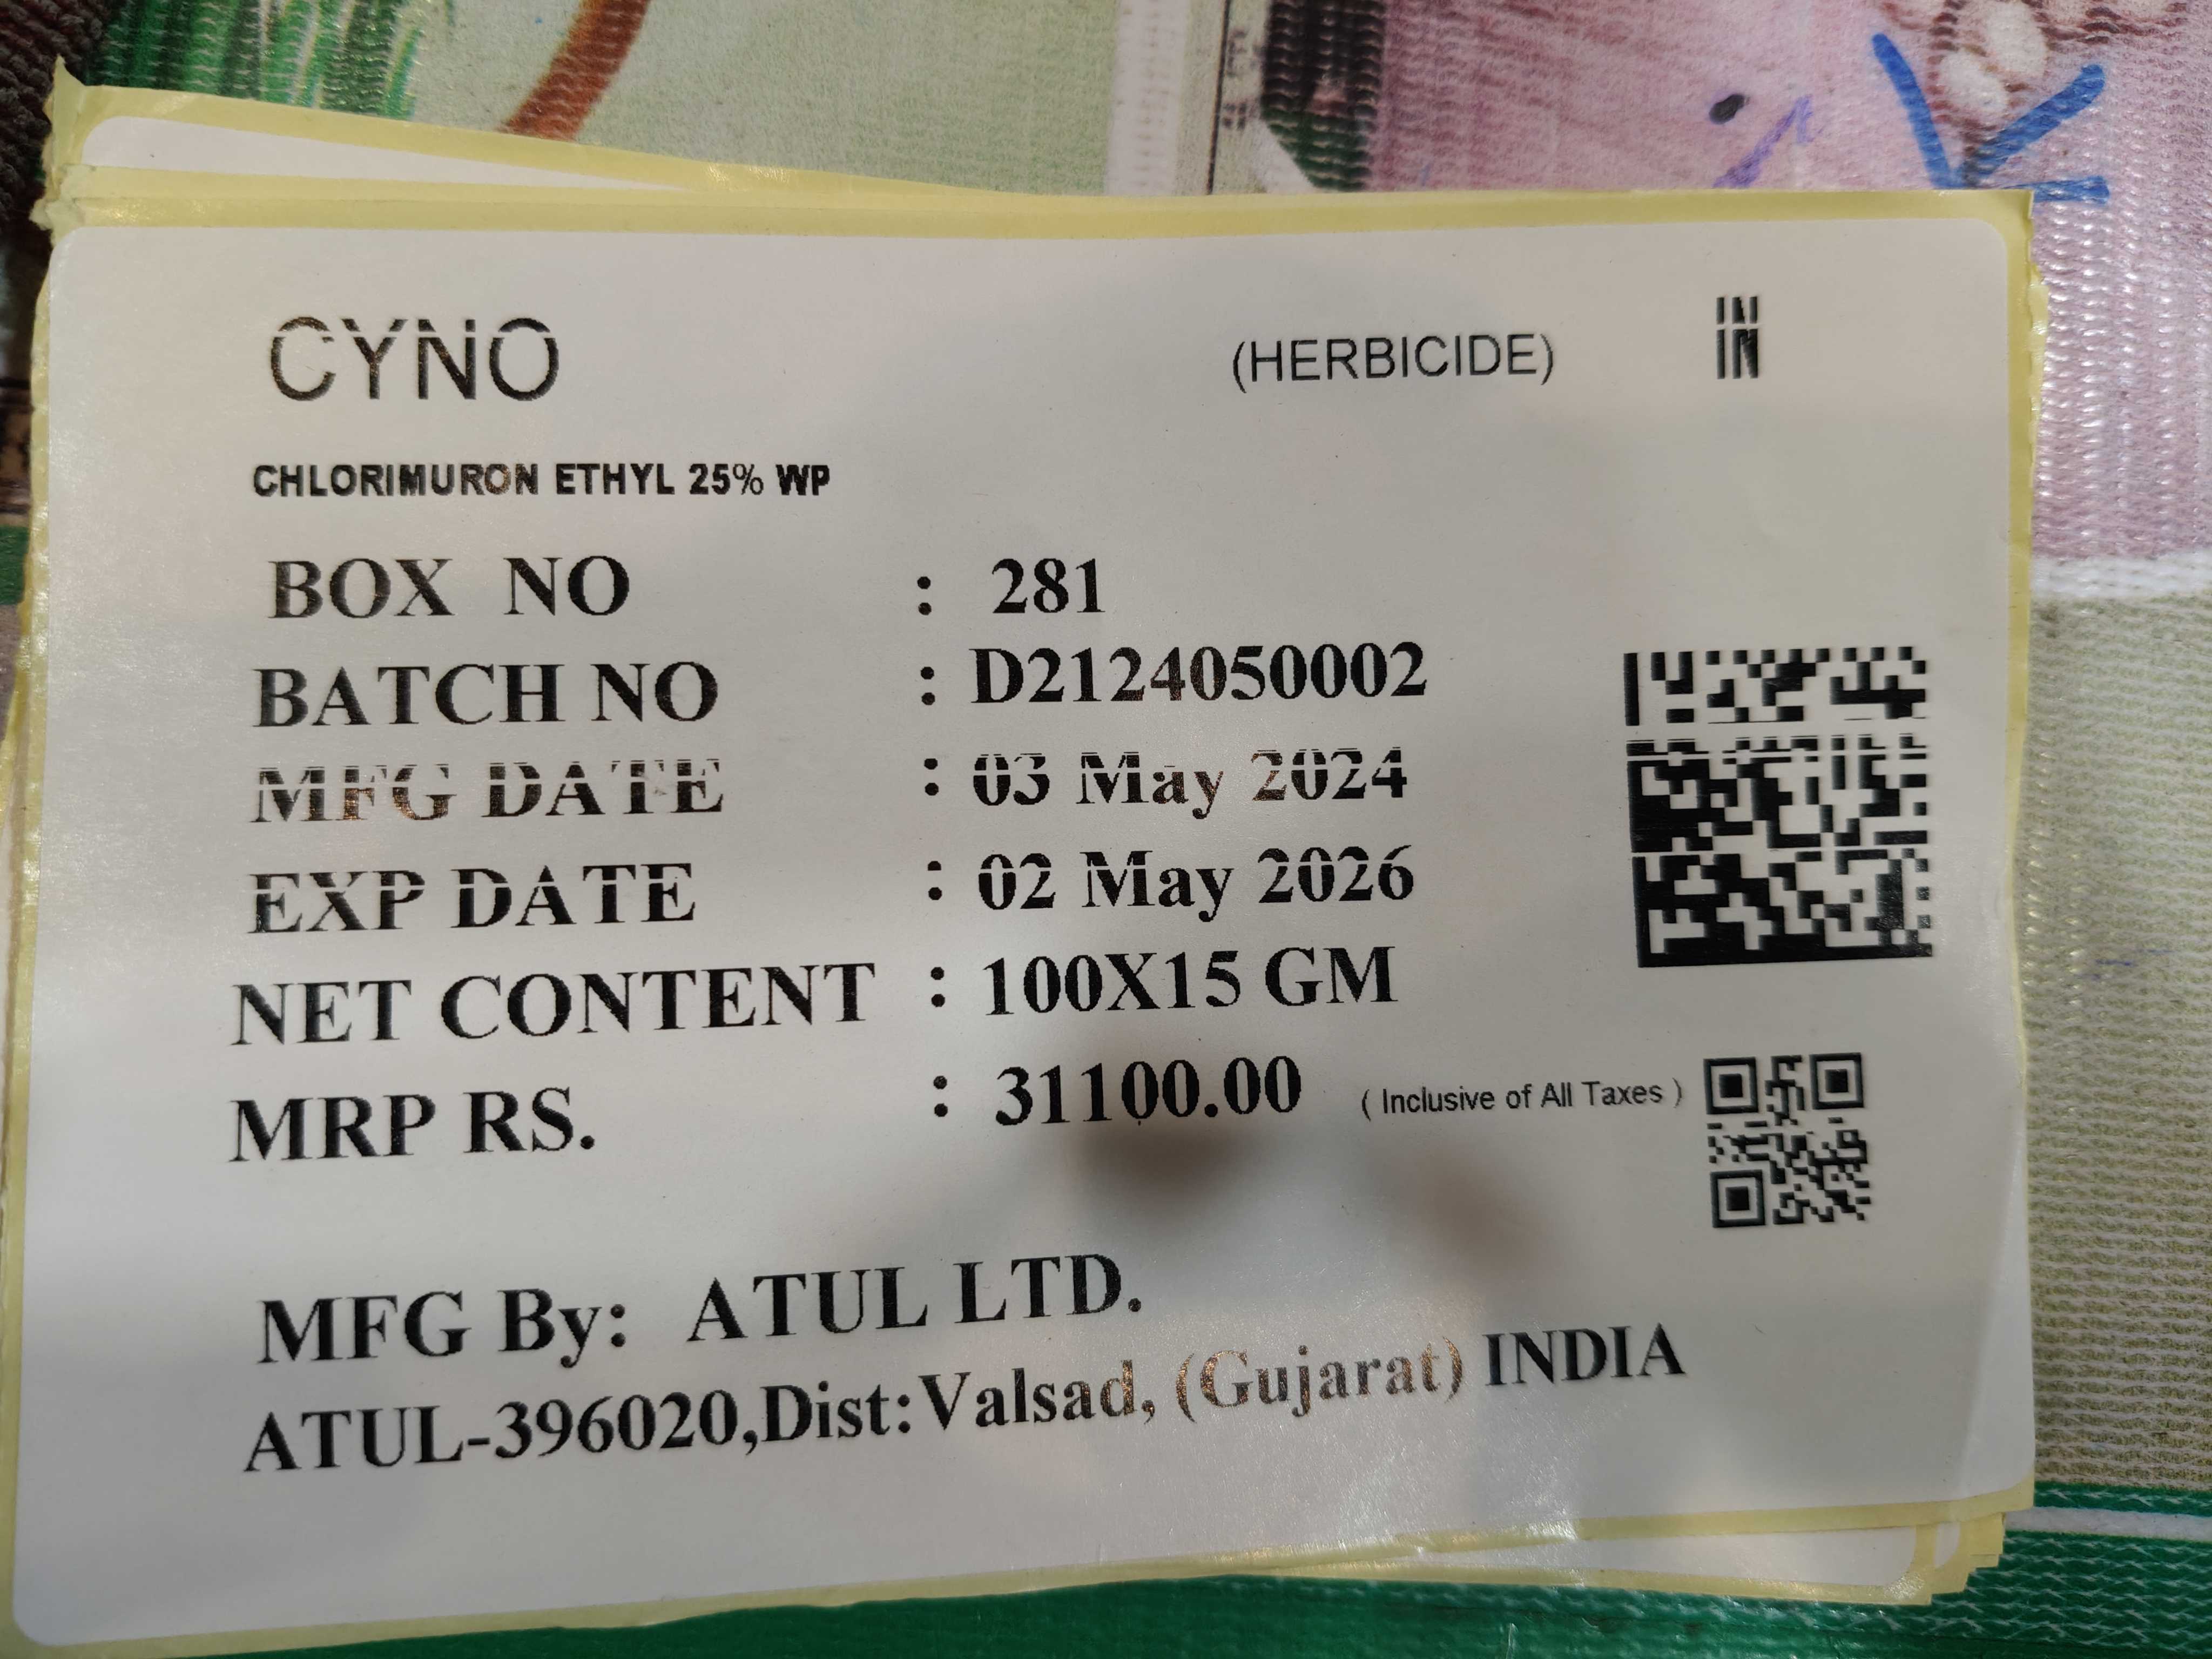 CYNO (HERBICIDE) IN
CHLORIMURON ETHYL 25% WP
BOX NO : 281
BATCH NO : D2124050002
MFG DATE : 03 May 2024
EXP DATE : 02 May 2026
NET CONTENT : 100X15 GM
MRP RS. : 31100.00 ( Inclusive of All Taxes )
MFG By: ATUL LTD.
ATUL-396020,Dist:Valsad, (Gujarat) INDIA